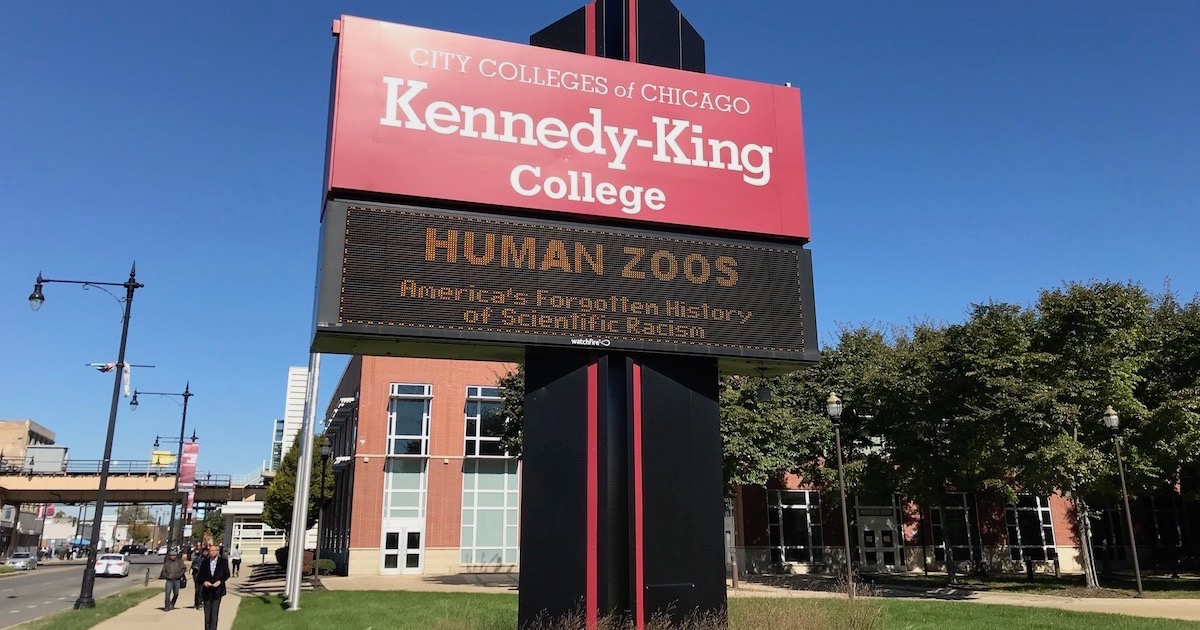 CITY COLLEGES of CHICAGO
Kennedy-King
College
HUMAN ZOOS
America's Forgotten History
of Scientific Racism
watchfire